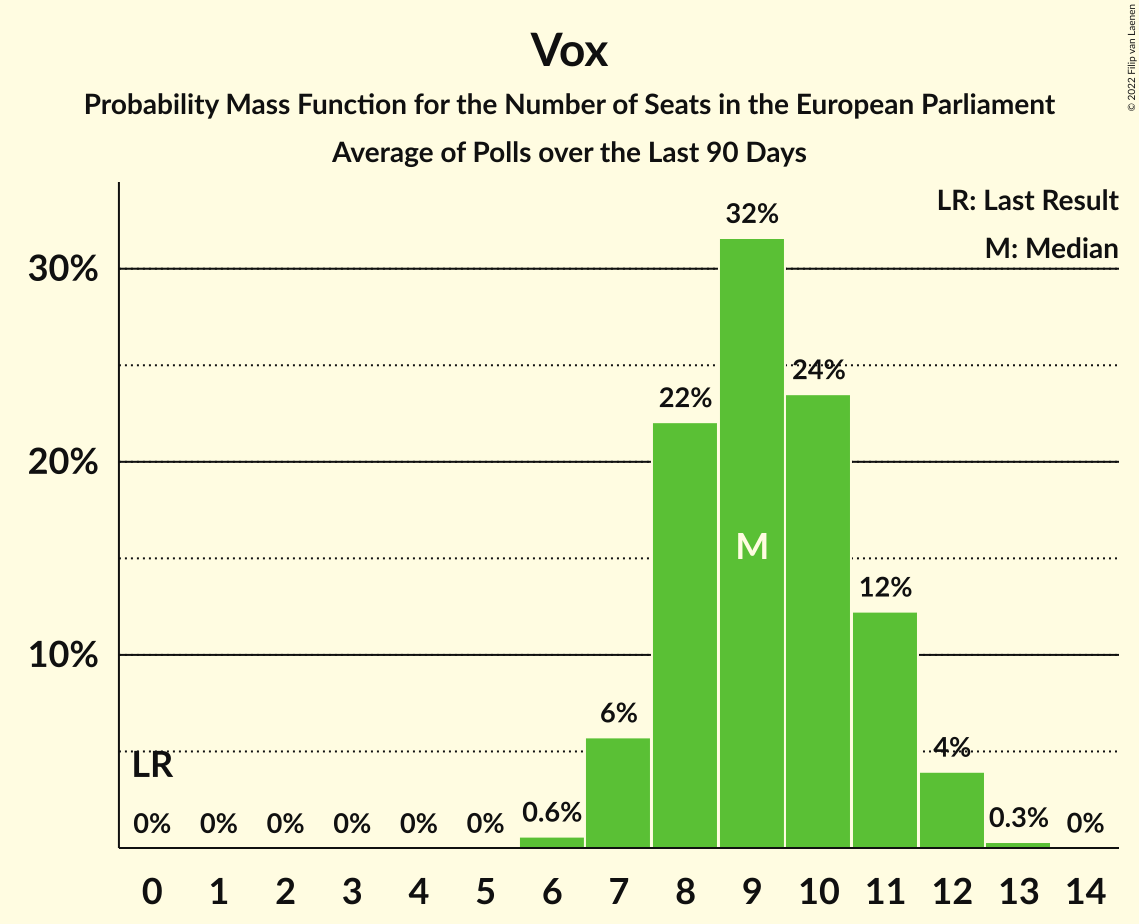 Vox
Probability Mass Function for the Number of Seats in the European Parliament
Average of Polls over the Last 90 Days
© 2022 Filip van Laenen
LR: Last Result
M: Median
30%
20%
10%
LR
0%
0%
0%
0%
0%
0%
0.6%
6%
22%
32%
M
24%
12%
4%
0.3%
0%
0 1 2 3 4 5 6 7 8 9 10 11 12 13 14